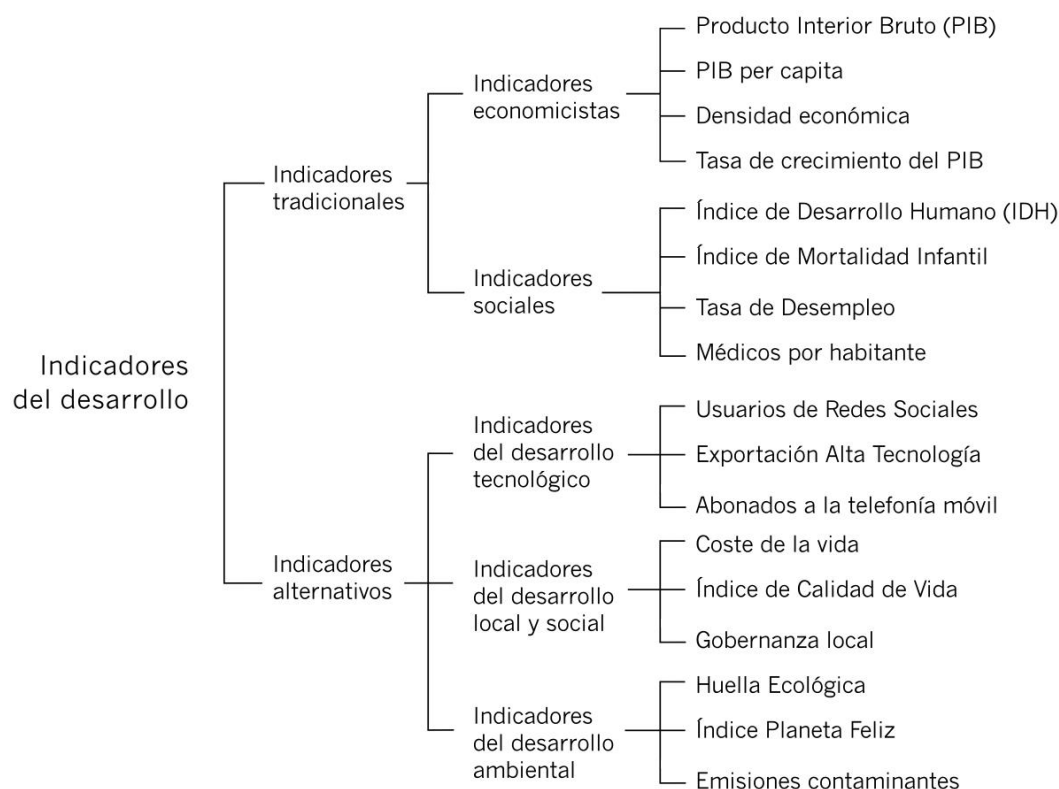 Indicadores
del desarrollo
Indicadores
tradicionales
Indicadores
economicistas
Producto Interior Bruto (PIB)
PIB per capita
Densidad económica
Tasa de crecimiento del PIB
Indicadores
sociales
Índice de Desarrollo Humano (IDH)
Índice de Mortalidad Infantil
Tasa de Desempleo
Médicos por habitante
Indicadores
alternativos
Indicadores
del desarrollo
tecnológico
Usuarios de Redes Sociales
Exportación Alta Tecnología
Abonados a la telefonía móvil
Indicadores
del desarrollo
local y social
Coste de la vida
Índice de Calidad de Vida
Gobernanza local
Indicadores
del desarrollo
ambiental
Huella Ecológica
Índice Planeta Feliz
Emisiones contaminantes